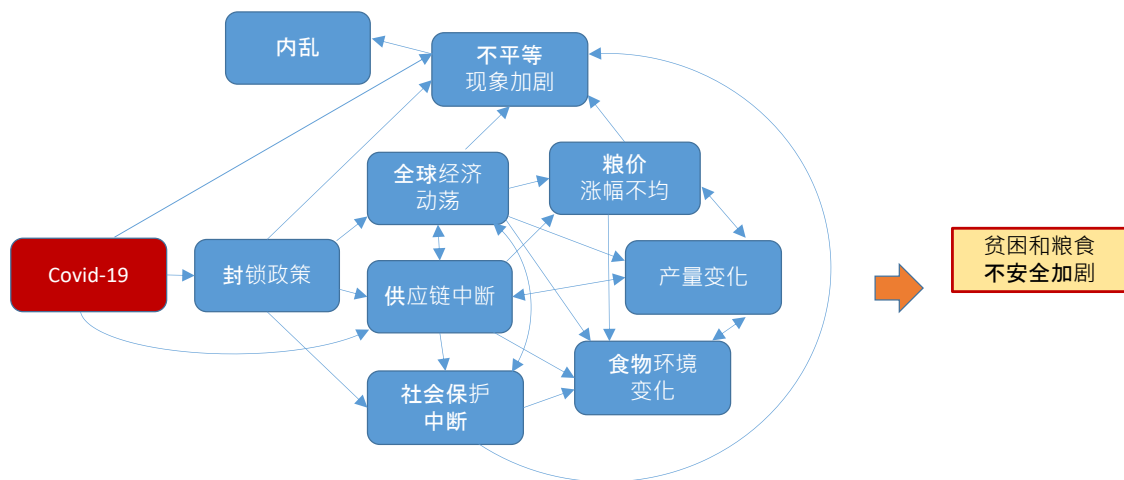 内乱
不平等
现象加剧
全球经济
动荡
粮价
涨幅不均
Covid-19
封锁政策
供应链中断
产量变化
贫困和粮食
不安全加剧
社会保护
中断
食物环境
变化